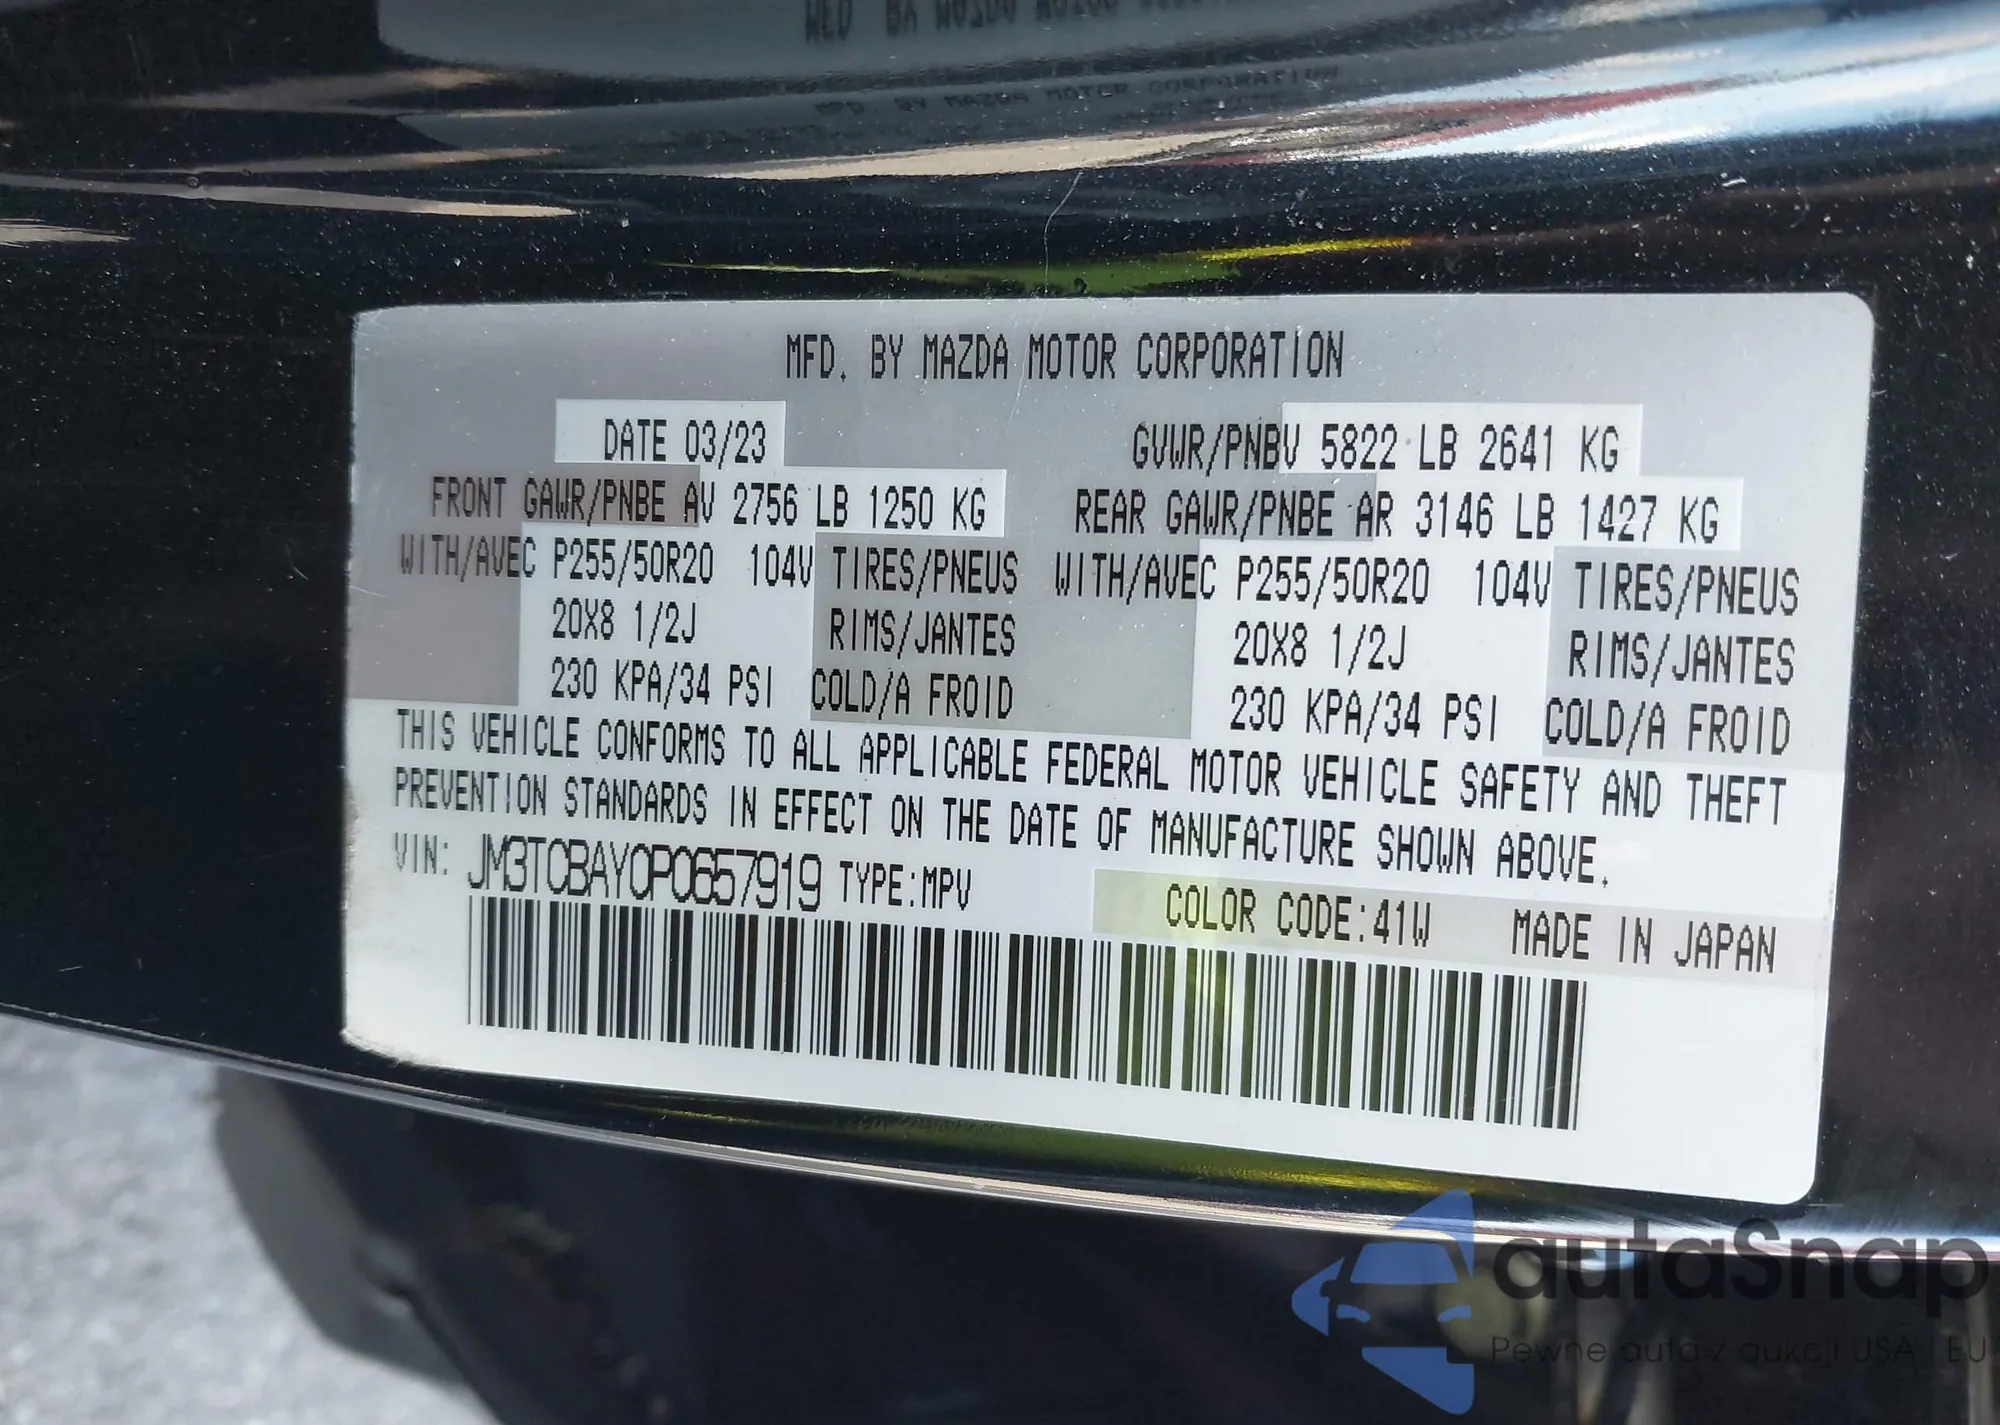 MFD. BY MAZDA MOTOR CORPORATION
DATE 03/23 GVWR/PNBV 5822 LB 2641 KG
FRONT GAWR/PNBE AV 2756 LB 1250 KG REAR GAWR/PNBE AR 3146 LB 1427 KG
WITH/AVEC P255/50R20 104V TIRES/PNEUS WITH/AVEC P255/50R20 104V TIRES/PNEUS
20X8 1/2J RIMS/JANTES 20X8 1/2J RIMS/JANTES
230 KPA/34 PSI COLD/A FROID 230 KPA/34 PSI COLD/A FROID
THIS VEHICLE CONFORMS TO ALL APPLICABLE FEDERAL MOTOR VEHICLE SAFETY AND THEFT
PREVENTION STANDARDS IN EFFECT ON THE DATE OF MANUFACTURE SHOWN ABOVE.
VIN: JM3TCBAY0P0657919 TYPE:MPV COLOR CODE:41W MADE IN JAPAN
autaSnap
Pewne auta z aukcji USA i EU